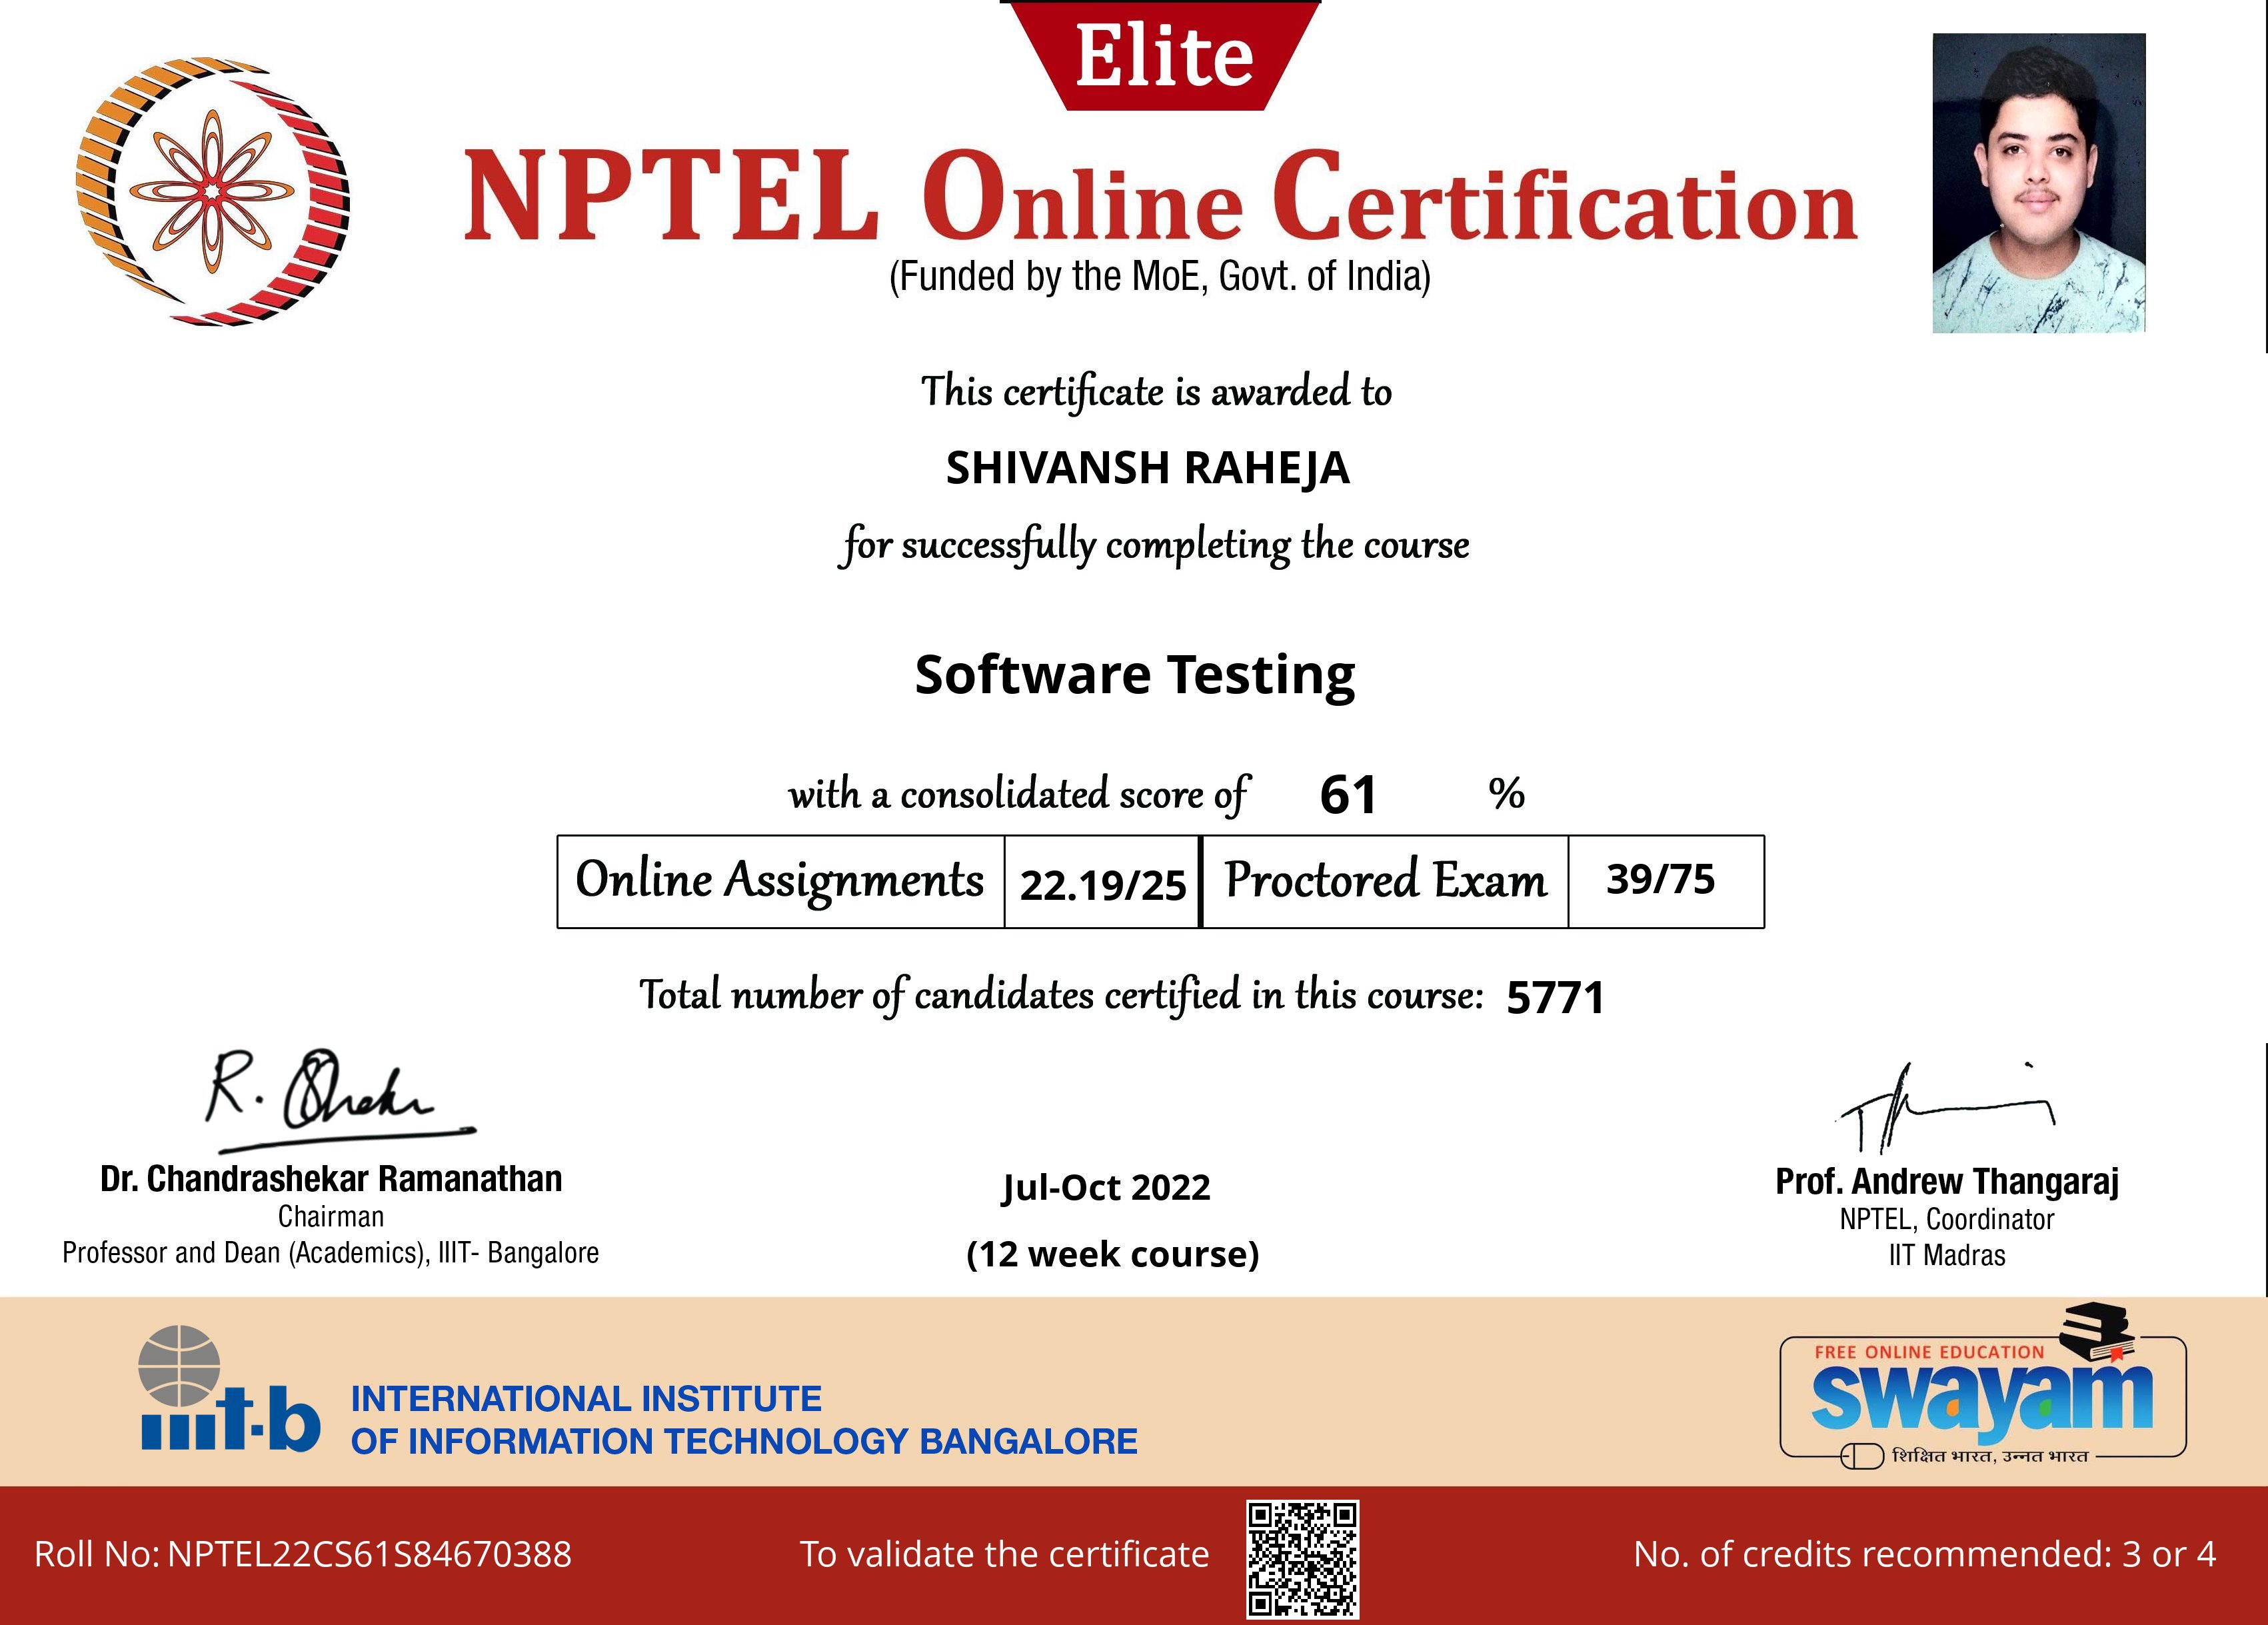 Elite
NPTEL Online Certification
(Funded by the MoE, Govt. of India)
This certificate is awarded to
SHIVANSH RAHEJA
for successfully completing the course
Software Testing
with a consolidated score of 61 %
Online Assignments 22.19/25 Proctored Exam 39/75
Total number of candidates certified in this course: 5771
Dr. Chandrashekar Ramanathan
Chairman
Professor and Dean (Academics), IIIT- Bangalore
Jul-Oct 2022
(12 week course)
Prof. Andrew Thangaraj
NPTEL, Coordinator
IIT Madras
iiit-b
INTERNATIONAL INSTITUTE
OF INFORMATION TECHNOLOGY BANGALORE
FREE ONLINE EDUCATION
swayam
शिक्षित भारत, उन्नत भारत
Roll No: NPTEL22CS61S84670388
To validate the certificate
No. of credits recommended: 3 or 4